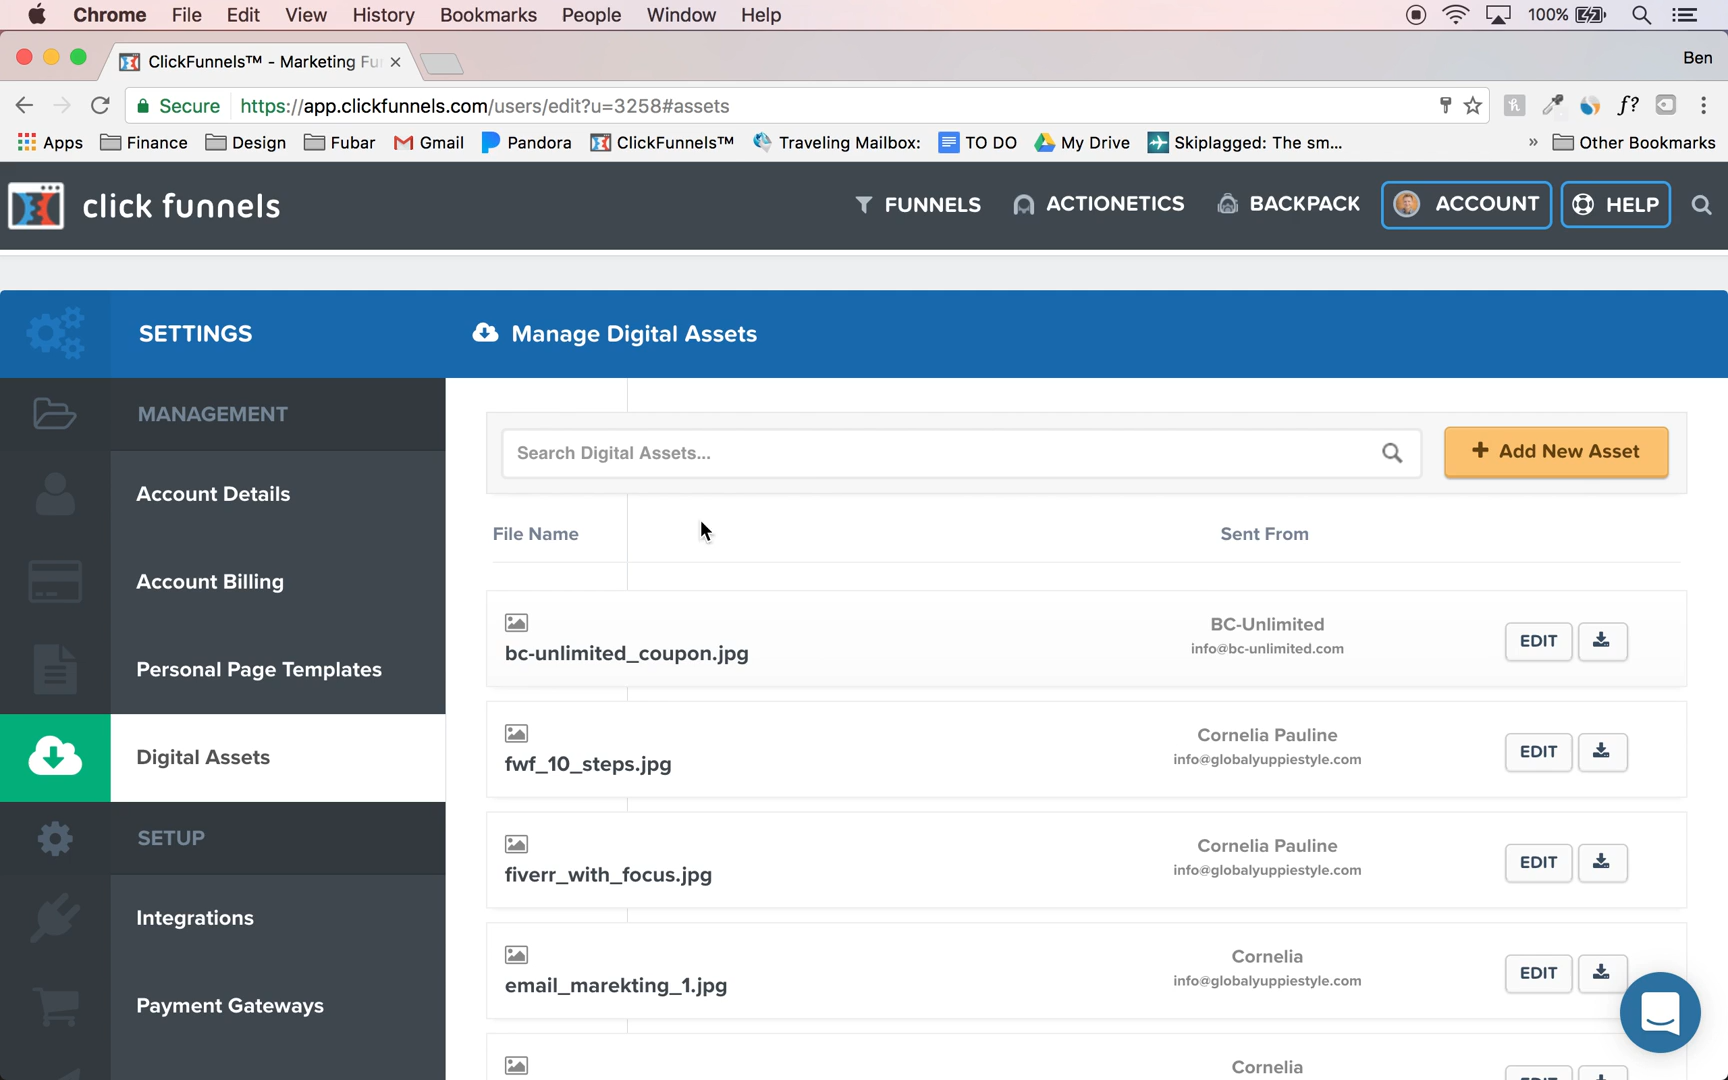 Chrome File Edit View History Bookmarks People Window Help 100%
ClickFunnels™ - Marketing Fu Ben
Secure https://app.clickfunnels.com/users/edit?u=3258#assets f?
Apps Finance Design Fubar Gmail Pandora ClickFunnels™ Traveling Mailbox: TO DO My Drive Skiplagged: The sm... » Other Bookmarks
click funnels FUNNELS ACTIONETICS BACKPACK ACCOUNT HELP
SETTINGS Manage Digital Assets
MANAGEMENT
Search Digital Assets... + Add New Asset
Account Details
File Name Sent From
Account Billing
BC-Unlimited
bc-unlimited_coupon.jpg info@bc-unlimited.com EDIT
Personal Page Templates
Cornelia Pauline
fwf_10_steps.jpg info@globalyuppiestyle.com EDIT
Digital Assets
SETUP
Cornelia Pauline
fiverr_with_focus.jpg info@globalyuppiestyle.com EDIT
Integrations
Cornelia
email_marekting_1.jpg info@globalyuppiestyle.com EDIT
Payment Gateways
Cornelia
EDIT